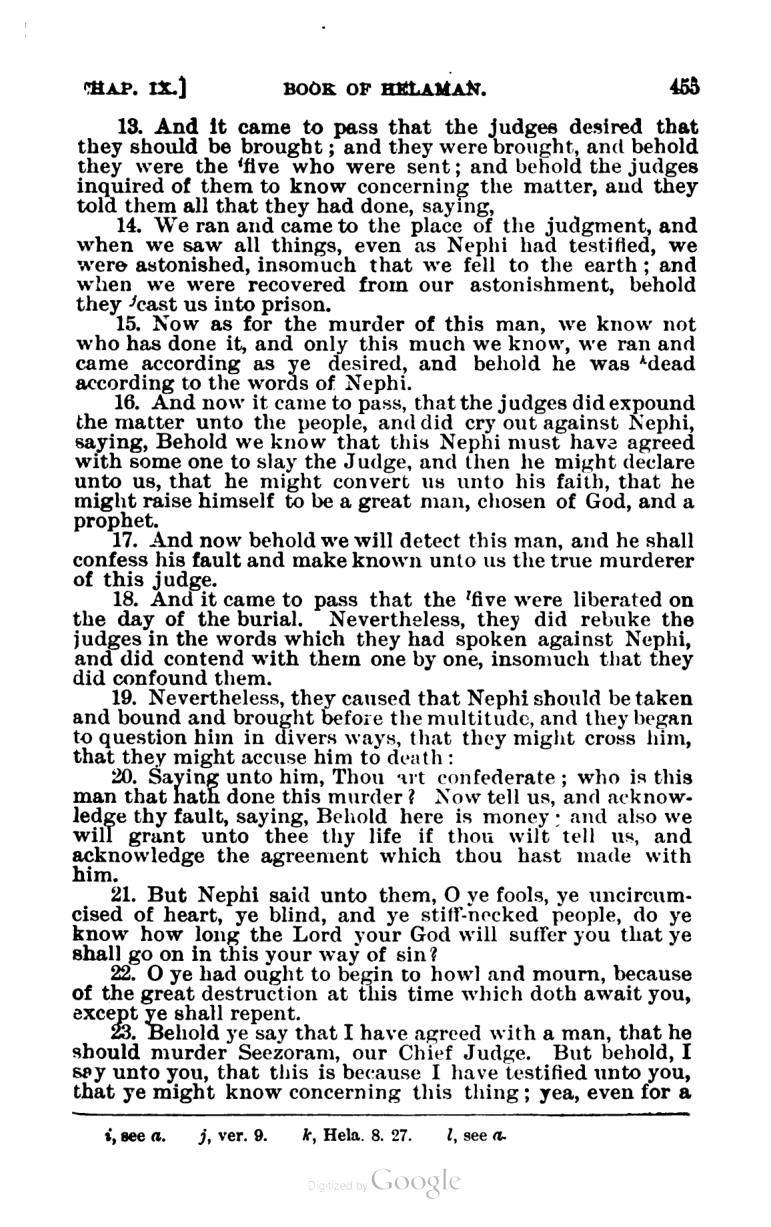 CHAP. IX.] BOOK OF HELAMAN. 453
13. And it came to pass that the judges desired that
they should be brought; and they were brought, and behold
they were the ⁱfive who were sent; and behold the judges
inquired of them to know concerning the matter, and they
told them all that they had done, saying,
14. We ran and came to the place of the judgment, and
when we saw all things, even as Nephi had testified, we
were astonished, insomuch that we fell to the earth; and
when we were recovered from our astonishment, behold
they ʲcast us into prison.
15. Now as for the murder of this man, we know not
who has done it, and only this much we know, we ran and
came according as ye desired, and behold he was ᵏdead
according to the words of Nephi.
16. And now it came to pass, that the judges did expound
the matter unto the people, and did cry out against Nephi,
saying, Behold we know that this Nephi must have agreed
with some one to slay the Judge, and then he might declare
unto us, that he might convert us unto his faith, that he
might raise himself to be a great man, chosen of God, and a
prophet.
17. And now behold we will detect this man, and he shall
confess his fault and make known unto us the true murderer
of this judge.
18. And it came to pass that the ˡfive were liberated on
the day of the burial. Nevertheless, they did rebuke the
judges in the words which they had spoken against Nephi,
and did contend with them one by one, insomuch that they
did confound them.
19. Nevertheless, they caused that Nephi should be taken
and bound and brought before the multitude, and they began
to question him in divers ways, that they might cross him,
that they might accuse him to death:
20. Saying unto him, Thou art confederate; who is this
man that hath done this murder? Now tell us, and acknow-
ledge thy fault, saying, Behold here is money; and also we
will grant unto thee thy life if thou wilt tell us, and
acknowledge the agreement which thou hast made with
him.
21. But Nephi said unto them, O ye fools, ye uncircum-
cised of heart, ye blind, and ye stiff-necked people, do ye
know how long the Lord your God will suffer you that ye
shall go on in this your way of sin?
22. O ye had ought to begin to howl and mourn, because
of the great destruction at this time which doth await you,
except ye shall repent.
23. Behold ye say that I have agreed with a man, that he
should murder Seezoram, our Chief Judge. But behold, I
say unto you, that this is because I have testified unto you,
that ye might know concerning this thing; yea, even for a
i, see a. j, ver. 9. k, Hela. 8. 27. l, see a.
Digitized by Google